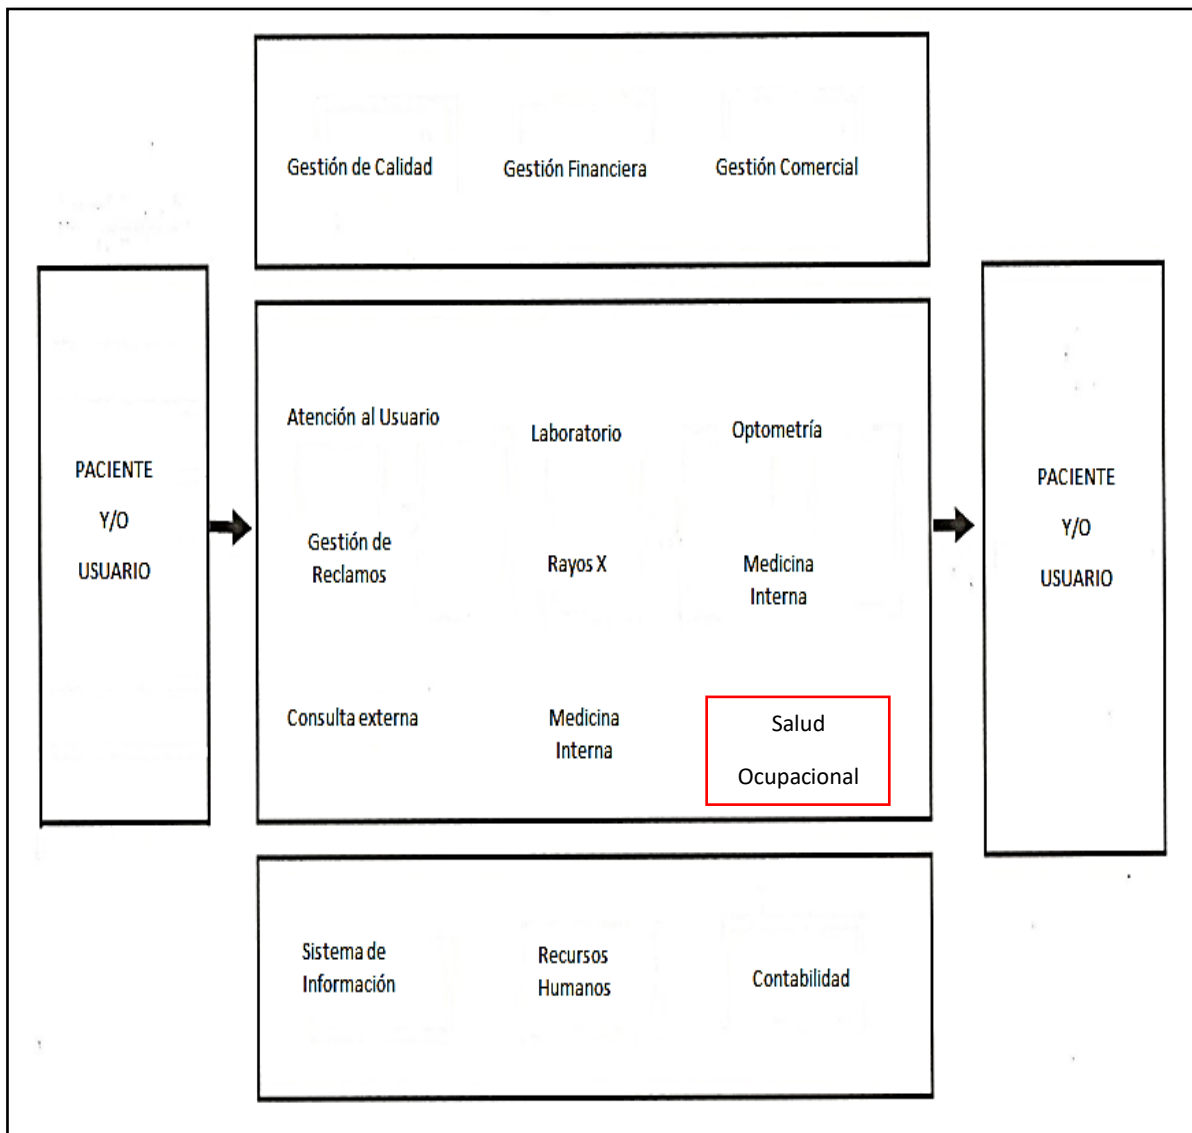 Gestión de Calidad
Gestión Financiera
Gestión Comercial
PACIENTE
Y/O
USUARIO
Atención al Usuario
Laboratorio
Optometría
Gestión de
Reclamos
Rayos X
Medicina
Interna
Consulta externa
Medicina
Interna
Salud
Ocupacional
PACIENTE
Y/O
USUARIO
Sistema de
Información
Recursos
Humanos
Contabilidad